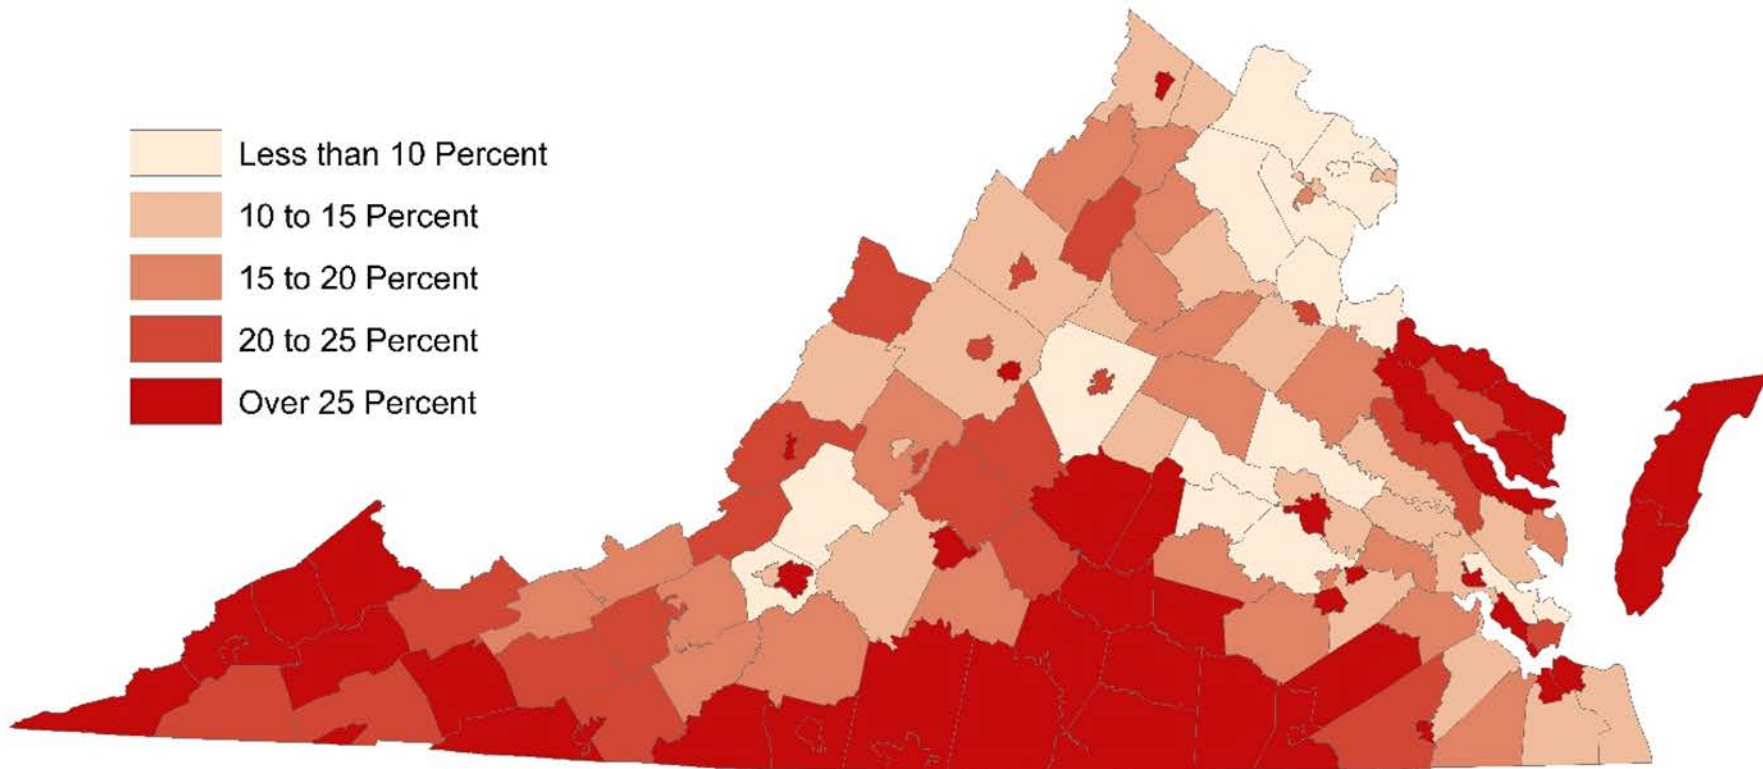 Less than 10 Percent
10 to 15 Percent
15 to 20 Percent
20 to 25 Percent
Over 25 Percent